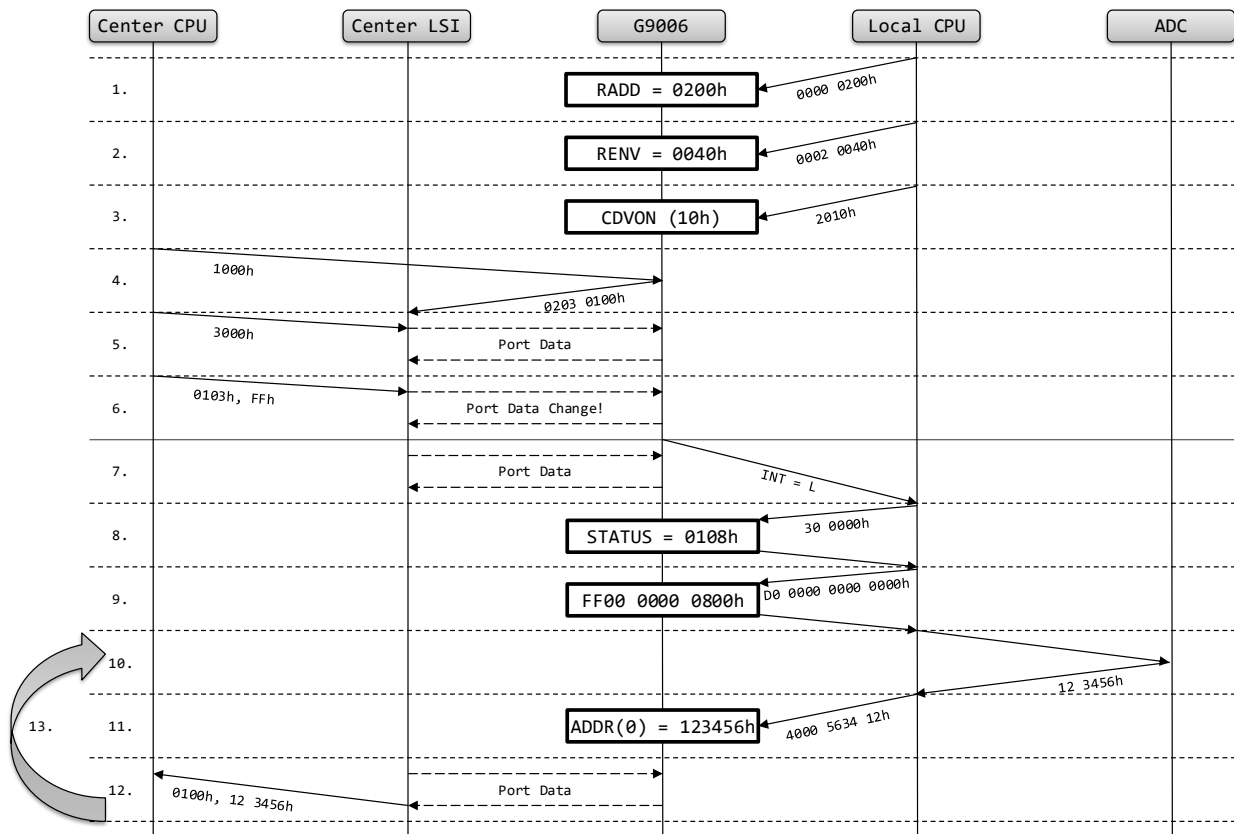 Center CPU
Center LSI
G9006
Local CPU
ADC
1.
RADD = 0200h
0000 0200h
2.
RENV = 0040h
0002 0040h
3.
CDVON (10h)
2010h
4.
1000h
0203 0100h
5.
3000h
Port Data
6.
0103h, FFh
Port Data Change!
7.
Port Data
INT = L
8.
STATUS = 0108h
30 0000h
9.
FF00 0000 0800h
D0 0000 0000 0000h
10.
12 3456h
13.
11.
ADDR(0) = 123456h
4000 5634 12h
12.
0100h, 12 3456h
Port Data